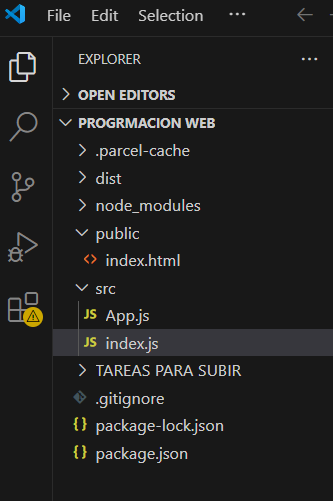 File Edit Selection ...
EXPLORER ...
OPEN EDITORS
PROGRMACION WEB
.parcel-cache
dist
node_modules
public
<> index.html
src
JS App.js
JS index.js
TAREAS PARA SUBIR
.gitignore
{} package-lock.json
{} package.json